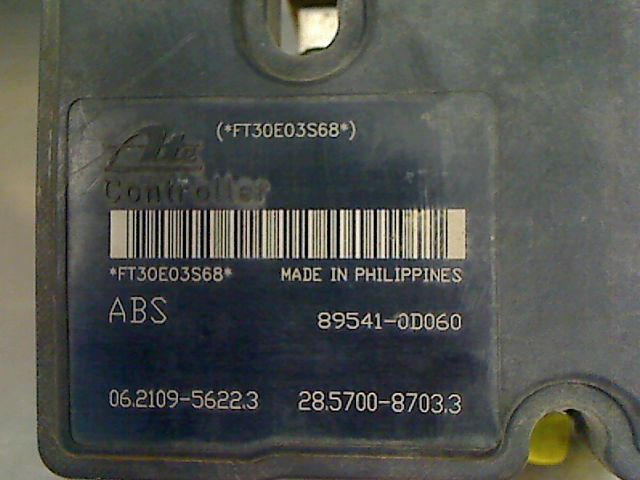 (*FT30E03S68*)
Ate
Controller
*FT30E03S68* MADE IN PHILIPPINES
ABS 89541-0D060
06.2109-5622.3 28.5700-8703.3